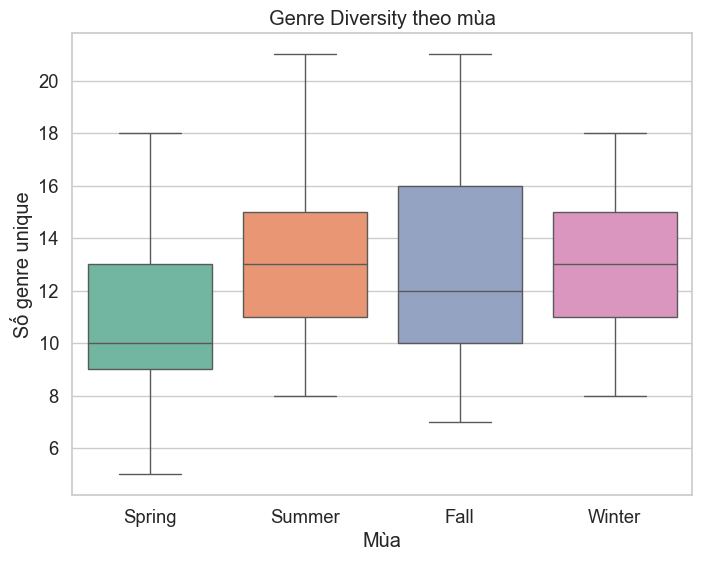 Genre Diversity theo mùa
Số genre unique
20
18
16
14
12
10
8
6
Spring Summer Fall Winter
Mùa